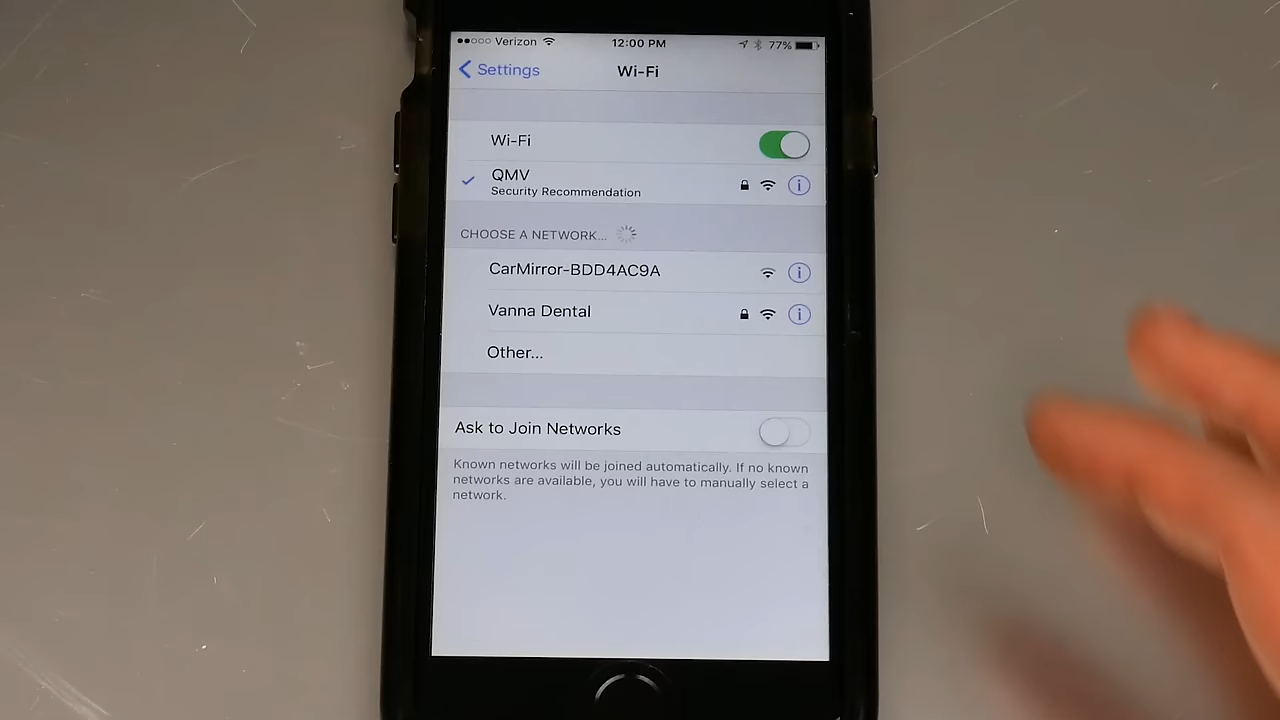 Verizon 12:00 PM 77%
Settings Wi-Fi
Wi-Fi
QMV
Security Recommendation
CHOOSE A NETWORK...
CarMirror-BDD4AC9A
Vanna Dental
Other...
Ask to Join Networks
Known networks will be joined automatically. If no known
networks are available, you will have to manually select a
network.